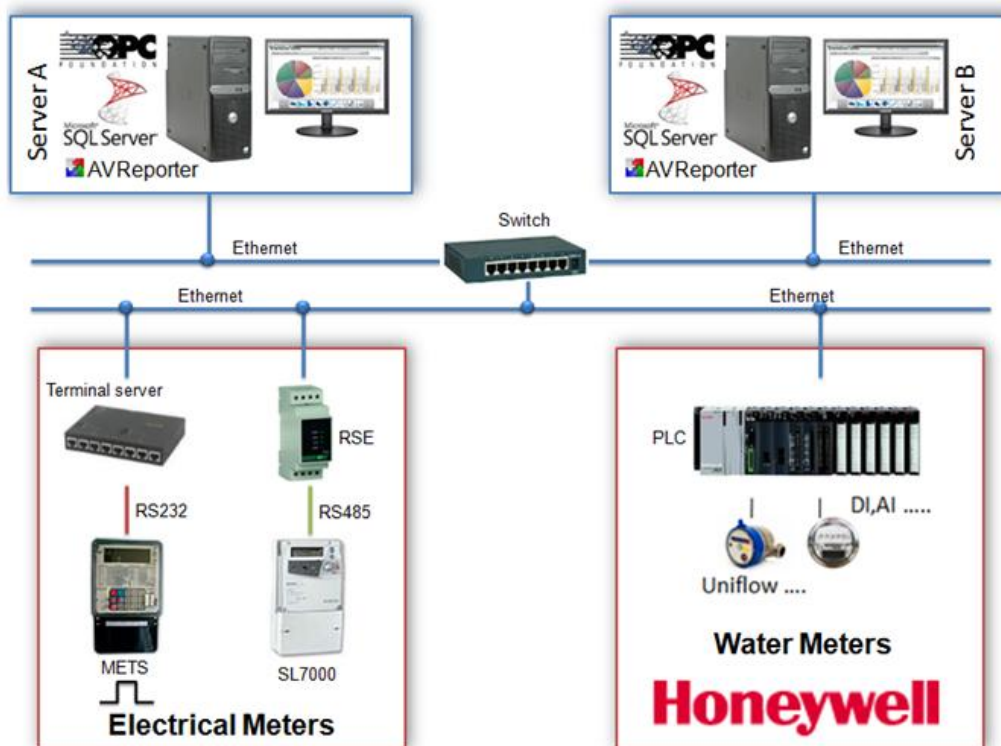 Server A
OPC
FOUNDATION
Microsoft
SQL Server
AVReporter
OPC
FOUNDATION
Microsoft
SQL Server
AVReporter
Server B
Switch
Ethernet
Ethernet
Ethernet
Ethernet
Terminal server
RSE
RS232
RS485
METS
SL7000
Electrical Meters
PLC
DI,AI .....
Uniflow ....
Water Meters
Honeywell